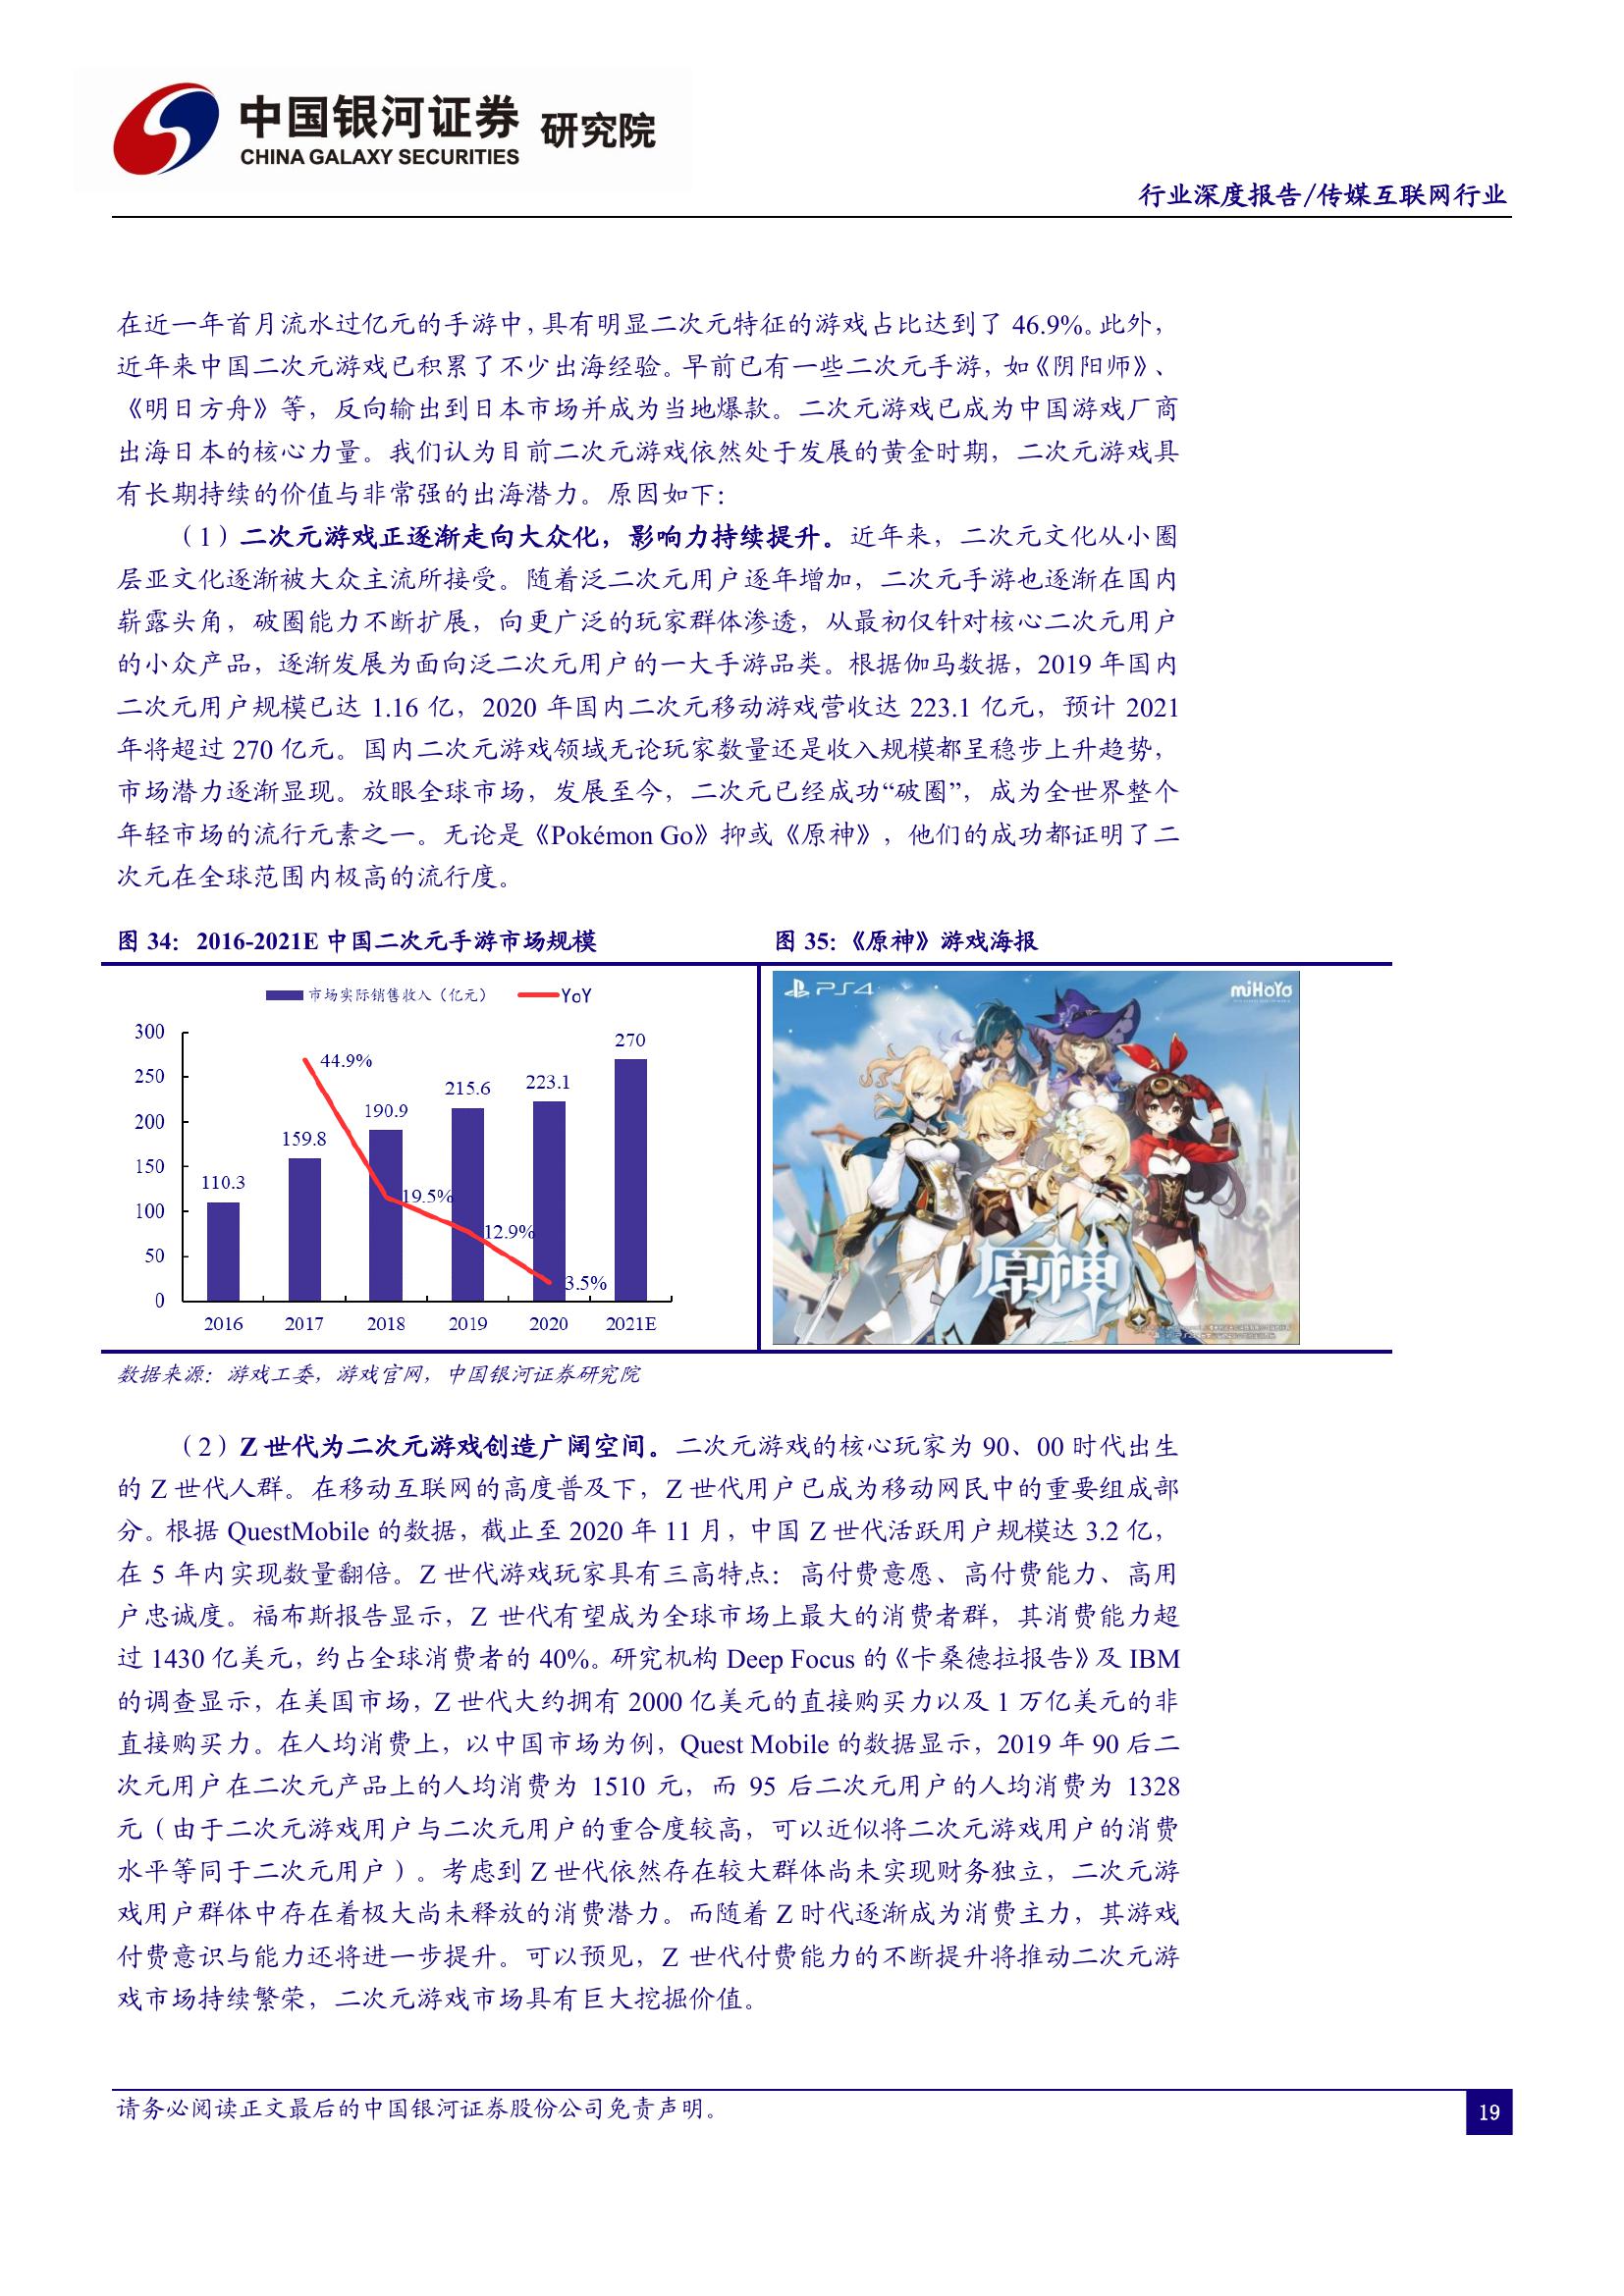 中国银河证券 研究院
CHINA GALAXY SECURITIES
行业深度报告/传媒互联网行业
在近一年首月流水过亿元的手游中，具有明显二次元特征的游戏占比达到了 46.9%。此外，
近年来中国二次元游戏已积累了不少出海经验。早前已有一些二次元手游，如《阴阳师》、
《明日方舟》等，反向输出到日本市场并成为当地爆款。二次元游戏已成为中国游戏厂商
出海日本的核心力量。我们认为目前二次元游戏依然处于发展的黄金时期，二次元游戏具
有长期持续的价值与非常强的出海潜力。原因如下：
（1）二次元游戏正逐渐走向大众化，影响力持续提升。近年来，二次元文化从小圈
层亚文化逐渐被大众主流所接受。随着泛二次元用户逐年增加，二次元手游也逐渐在国内
崭露头角，破圈能力不断扩展，向更广泛的玩家群体渗透，从最初仅针对核心二次元用户
的小众产品，逐渐发展为面向泛二次元用户的一大手游品类。根据伽马数据，2019 年国内
二次元用户规模已达 1.16 亿，2020 年国内二次元移动游戏营收达 223.1 亿元，预计 2021
年将超过 270 亿元。国内二次元游戏领域无论玩家数量还是收入规模都呈稳步上升趋势，
市场潜力逐渐显现。放眼全球市场，发展至今，二次元已经成功“破圈”，成为全世界整个
年轻市场的流行元素之一。无论是《Pokémon Go》抑或《原神》，他们的成功都证明了二
次元在全球范围内极高的流行度。
图 34：2016-2021E 中国二次元手游市场规模
图 35:《原神》游戏海报
市场实际销售收入（亿元） YoY
300
250
200
150
100
50
0
110.3
159.8
190.9
215.6
223.1
270
44.9%
19.5%
12.9%
3.5%
2016 2017 2018 2019 2020 2021E
PS4
miHoYo
原神
数据来源：游戏工委，游戏官网，中国银河证券研究院
（2）Z 世代为二次元游戏创造广阔空间。二次元游戏的核心玩家为 90、00 时代出生
的 Z 世代人群。在移动互联网的高度普及下，Z 世代用户已成为移动网民中的重要组成部
分。根据 QuestMobile 的数据，截止至 2020 年 11 月，中国 Z 世代活跃用户规模达 3.2 亿，
在 5 年内实现数量翻倍。Z 世代游戏玩家具有三高特点：高付费意愿、高付费能力、高用
户忠诚度。福布斯报告显示，Z 世代有望成为全球市场上最大的消费者群，其消费能力超
过 1430 亿美元，约占全球消费者的 40%。研究机构 Deep Focus 的《卡桑德拉报告》及 IBM
的调查显示，在美国市场，Z 世代大约拥有 2000 亿美元的直接购买力以及 1 万亿美元的非
直接购买力。在人均消费上，以中国市场为例，Quest Mobile 的数据显示，2019 年 90 后二
次元用户在二次元产品上的人均消费为 1510 元，而 95 后二次元用户的人均消费为 1328
元（由于二次元游戏用户与二次元用户的重合度较高，可以近似将二次元游戏用户的消费
水平等同于二次元用户）。考虑到 Z 世代依然存在较大群体尚未实现财务独立，二次元游
戏用户群体中存在着极大尚未释放的消费潜力。而随着 Z 时代逐渐成为消费主力，其游戏
付费意识与能力还将进一步提升。可以预见，Z 世代付费能力的不断提升将推动二次元游
戏市场持续繁荣，二次元游戏市场具有巨大挖掘价值。
请务必阅读正文最后的中国银河证券股份公司免责声明。
19